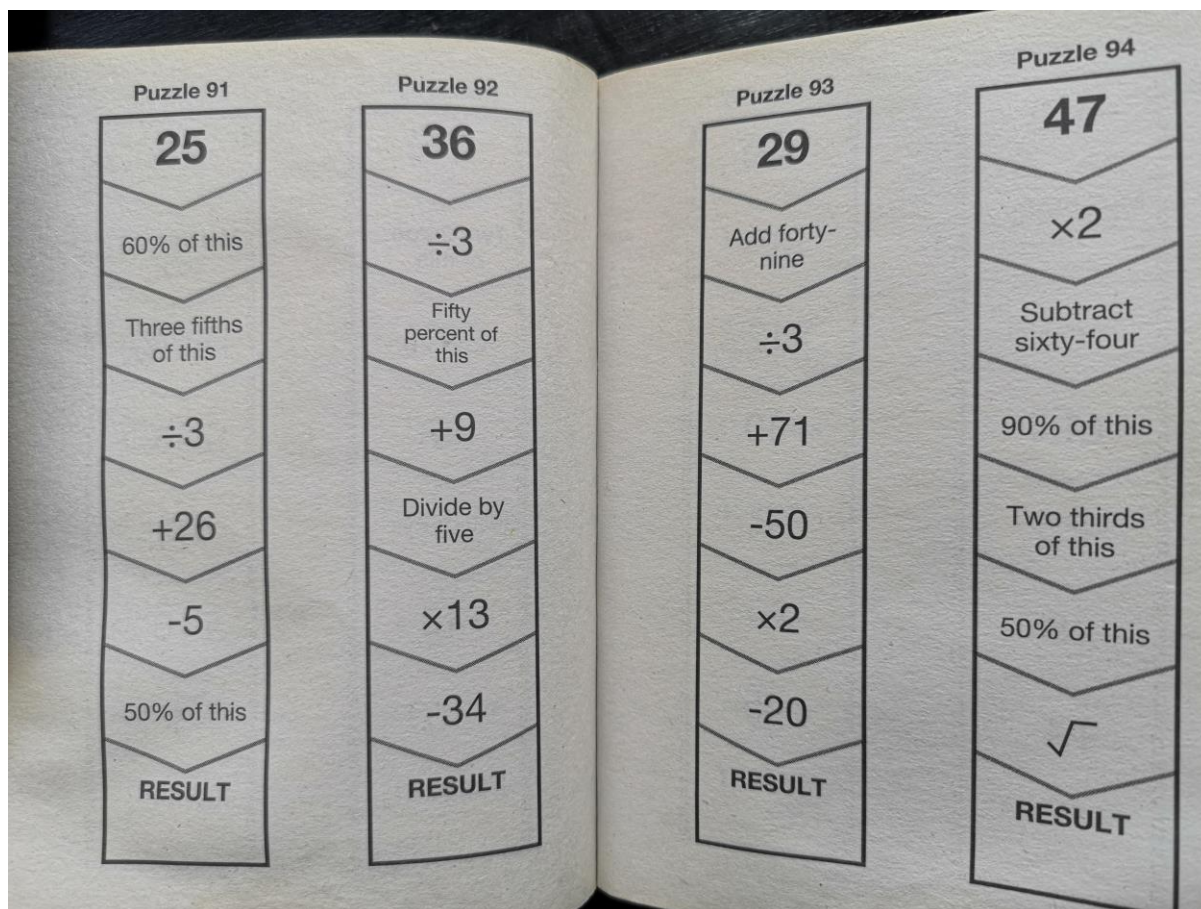 Puzzle 91
25
60% of this
Three fifths
of this
÷3
+26
-5
50% of this
RESULT
Puzzle 92
36
÷3
Fifty
percent of
this
+9
Divide by
five
×13
-34
RESULT
Puzzle 93
29
Add forty-
nine
÷3
+71
-50
×2
-20
RESULT
Puzzle 94
47
×2
Subtract
sixty-four
90% of this
Two thirds
of this
50% of this
√
RESULT